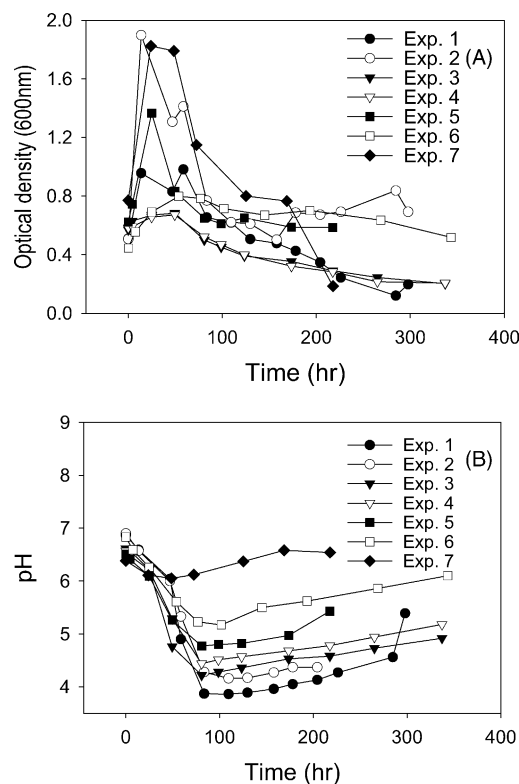 2.0
1.6
1.2
0.8
0.4
0.0
Optical density (600nm)
Exp. 1
Exp. 2
Exp. 3
Exp. 4
Exp. 5
Exp. 6
Exp. 7
(A)
0 100 200 300 400
Time (hr)
9
8
7
6
5
4
pH
Exp. 1
Exp. 2
Exp. 3
Exp. 4
Exp. 5
Exp. 6
Exp. 7
(B)
0 100 200 300 400
Time (hr)